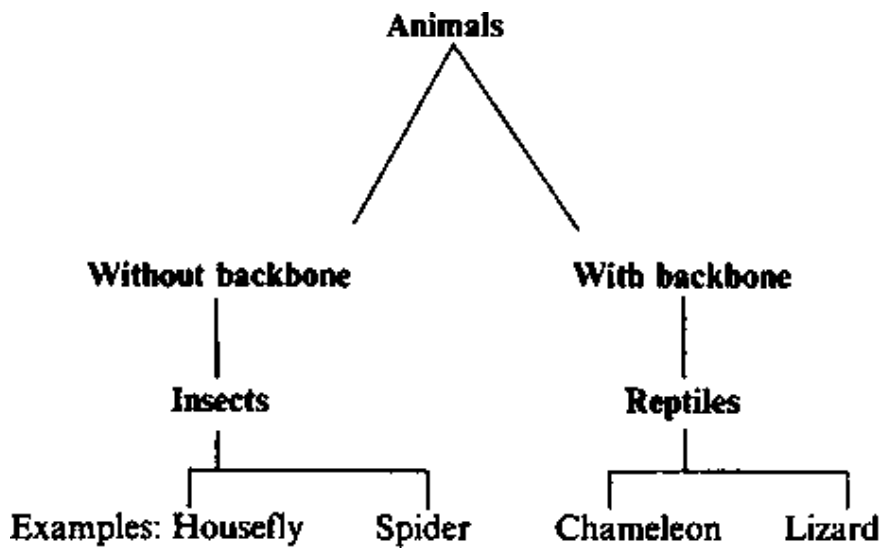 Animals
Without backbone With backbone
Insects Reptiles
Examples: Housefly Spider Chameleon Lizard